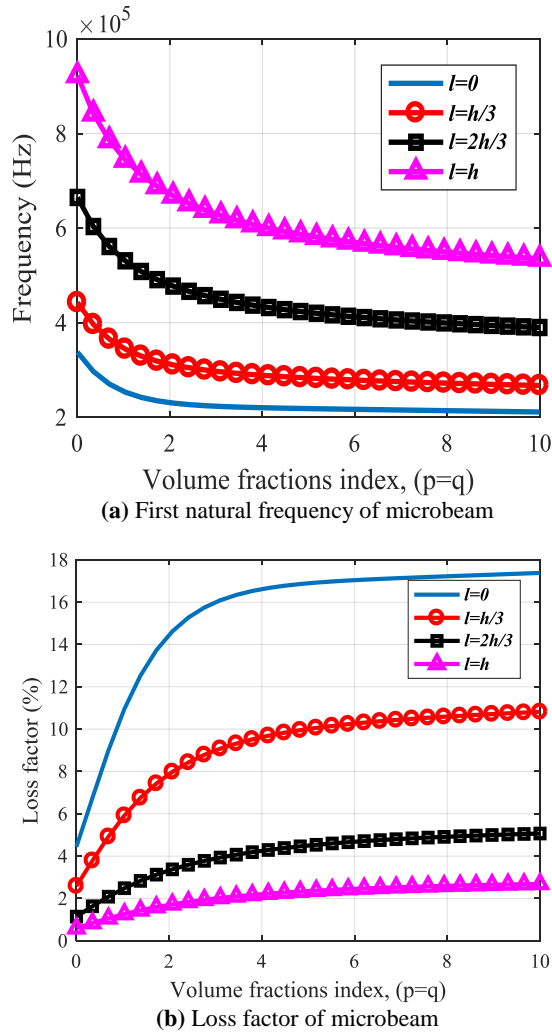 ×10⁵
10
8
6
4
2
Frequency (Hz)
l=0
l=h/3
l=2h/3
l=h
0 2 4 6 8 10
Volume fractions index, (p=q)
(a) First natural frequency of microbeam
18
16
14
12
10
8
6
4
2
0
Loss factor (%)
l=0
l=h/3
l=2h/3
l=h
0 2 4 6 8 10
Volume fractions index, (p=q)
(b) Loss factor of microbeam